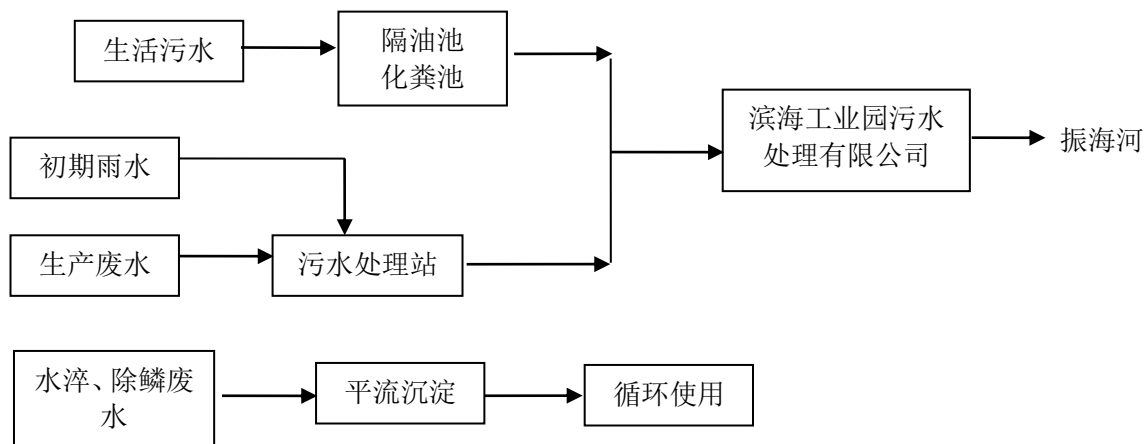 生活污水
隔油池
化粪池
滨海工业园污水
处理有限公司
振海河
初期雨水
生产废水
污水处理站
水淬、除鳞废
水
平流沉淀
循环使用